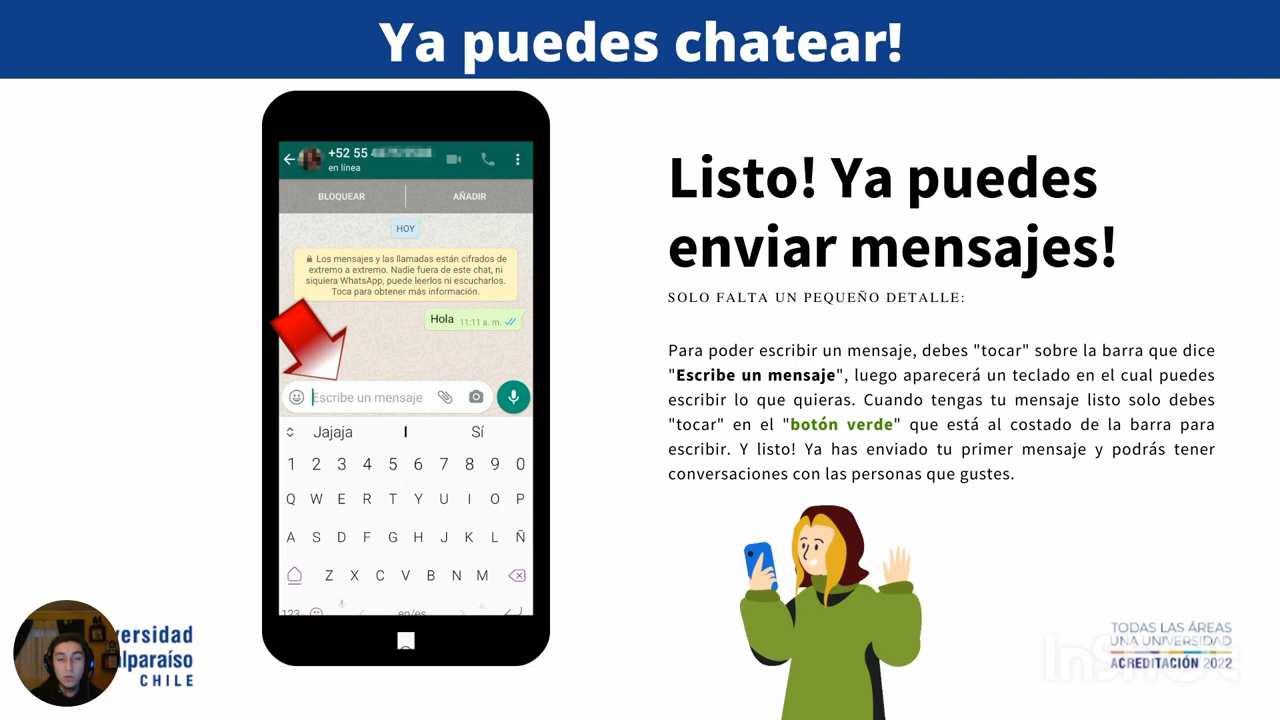 Ya puedes chatear!
+52 55
en línea
BLOQUEAR
AÑADIR
HOY
Los mensajes y las llamadas están cifrados de
extremo a extremo. Nadie fuera de este chat, ni
siquiera WhatsApp, puede leerlos ni escucharlos.
Toca para obtener más información.
Hola 11:11 a. m.
Escribe un mensaje
Jajaja I Sí
1 2 3 4 5 6 7 8 9 0
Q W E R T Y U I O P
A S D F G H J K L Ñ
Z X C V B N M
123 en/es
Listo! Ya puedes
enviar mensajes!
SOLO FALTA UN PEQUEÑO DETALLE:
Para poder escribir un mensaje, debes "tocar" sobre la barra que dice
"Escribe un mensaje", luego aparecerá un teclado en el cual puedes
escribir lo que quieras. Cuando tengas tu mensaje listo solo debes
"tocar" en el "botón verde" que está al costado de la barra para
escribir. Y listo! Ya has enviado tu primer mensaje y podrás tener
conversaciones con las personas que gustes.
versidad
alparaíso
CHILE
TODAS LAS ÁREAS
UNA UNIVERSIDAD
ACREDITACIÓN 2022
InShOt